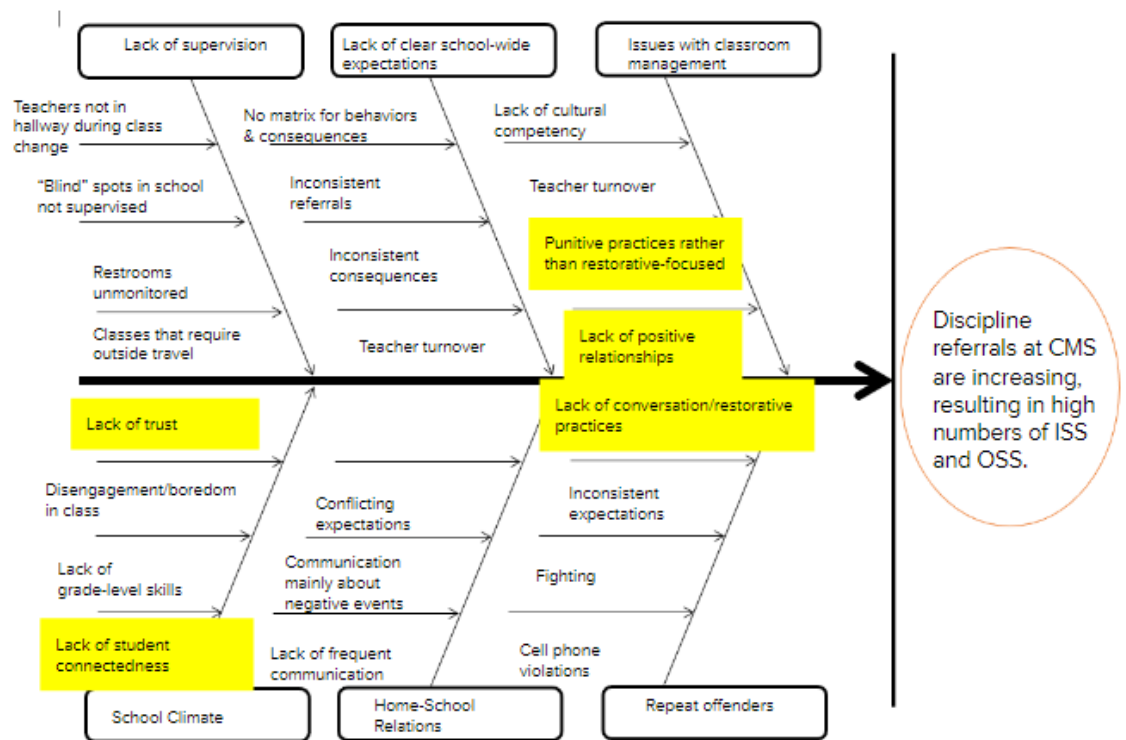 Lack of supervision
Lack of clear school-wide
expectations
Issues with classroom
management
Teachers not in
hallway during class
change
"Blind" spots in school
not supervised
Restrooms
unmonitored
Classes that require
outside travel
No matrix for behaviors
& consequences
Inconsistent
referrals
Inconsistent
consequences
Teacher turnover
Lack of cultural
competency
Teacher turnover
Punitive practices rather
than restorative-focused
Lack of positive
relationships
Discipline
referrals at CMS
are increasing,
resulting in high
numbers of ISS
and OSS.
Lack of trust
Disengagement/boredom
in class
Lack of
grade-level skills
Lack of student
connectedness
Conflicting
expectations
Communication
mainly about
negative events
Lack of frequent
communication
Lack of conversation/restorative
practices
Inconsistent
expectations
Fighting
Cell phone
violations
School Climate
Home-School
Relations
Repeat offenders